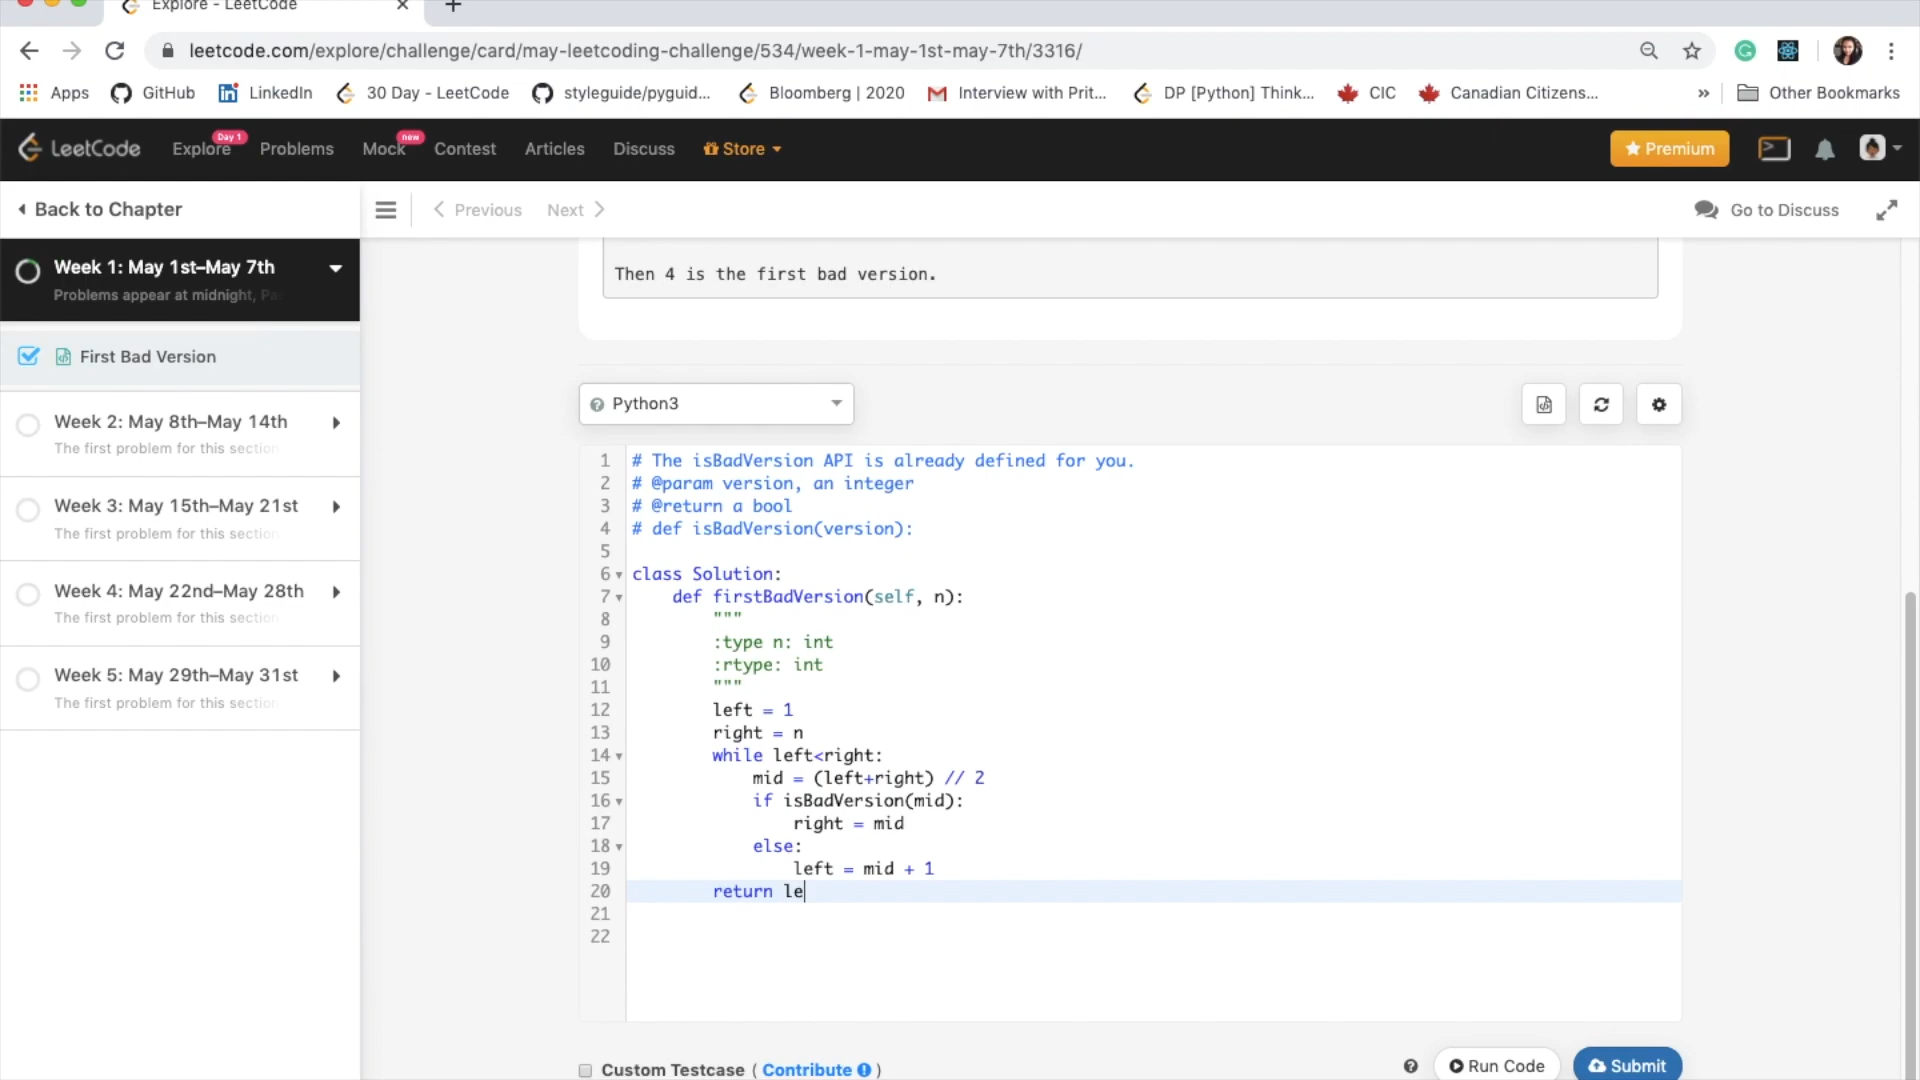 Explore - LeetCode
leetcode.com/explore/challenge/card/may-leetcoding-challenge/534/week-1-may-1st-may-7th/3316/
Apps GitHub LinkedIn 30 Day - LeetCode styleguide/pyguid... Bloomberg | 2020 Interview with Prit... DP [Python] Think... CIC Canadian Citizens... » Other Bookmarks
LeetCode Explore Day 1 Problems Mock new Contest Articles Discuss Store Premium
Back to Chapter Previous Next Go to Discuss
Week 1: May 1st–May 7th
Problems appear at midnight, Pa
First Bad Version
Week 2: May 8th–May 14th
The first problem for this section
Week 3: May 15th–May 21st
The first problem for this section
Week 4: May 22nd–May 28th
The first problem for this section
Week 5: May 29th–May 31st
The first problem for this section
Then 4 is the first bad version.
Python3
1 # The isBadVersion API is already defined for you.
2 # @param version, an integer
3 # @return a bool
4 # def isBadVersion(version):
5
6 class Solution:
7 def firstBadVersion(self, n):
8 """
9 :type n: int
10 :rtype: int
11 """
12 left = 1
13 right = n
14 while left<right:
15 mid = (left+right) // 2
16 if isBadVersion(mid):
17 right = mid
18 else:
19 left = mid + 1
20 return le
21
22
Custom Testcase ( Contribute ) Run Code Submit